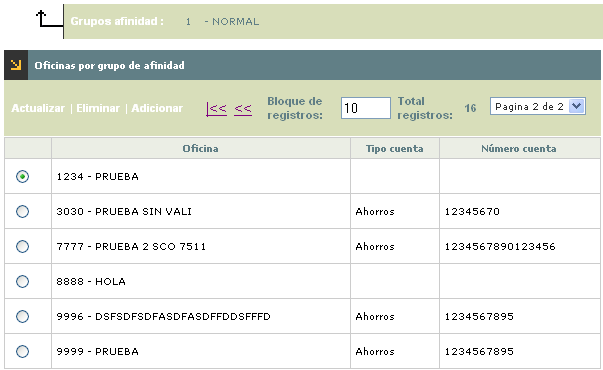 Grupos afinidad : 1 - NORMAL
Oficinas por grupo de afinidad
Actualizar | Eliminar | Adicionar |<< << Bloque de registros: 10 Total registros: 16 Pagina 2 de 2
Oficina Tipo cuenta Número cuenta
1234 - PRUEBA
3030 - PRUEBA SIN VALI Ahorros 12345670
7777 - PRUEBA 2 SCO 7511 Ahorros 1234567890123456
8888 - HOLA
9996 - DSFSDFSDFASDFASDFFDDSFFFD Ahorros 1234567895
9999 - PRUEBA Ahorros 1234567895